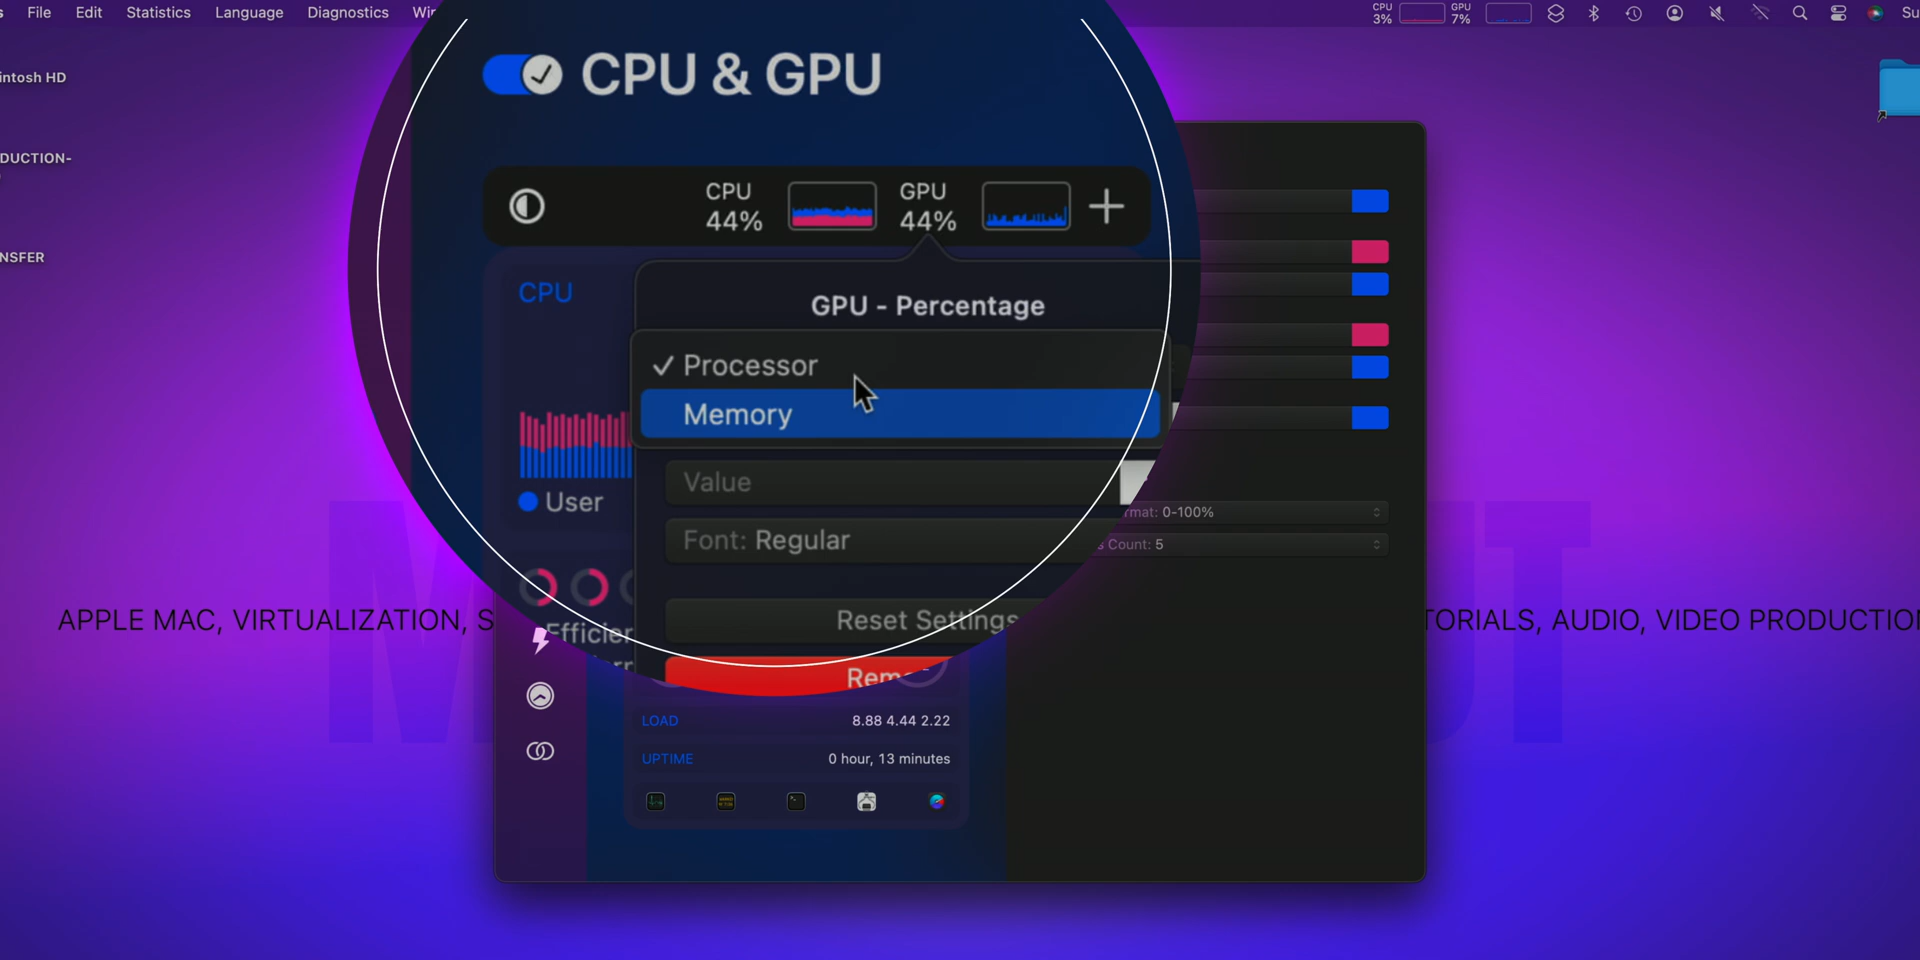 File Edit Statistics Language Diagnostics
CPU
3%
GPU
7%
intosh HD
DUCTION-
NSFER
CPU & GPU
CPU
44%
GPU
44%
CPU
GPU - Percentage
✓ Processor
Memory
Value
User
Font: Regular
Reset Settings
rmat: 0-100%
s Count: 5
APPLE MAC, VIRTUALIZATION, S
TORIALS, AUDIO, VIDEO PRODUCTION
Efficier
LOAD 8.88 4.44 2.22
UPTIME 0 hour, 13 minutes